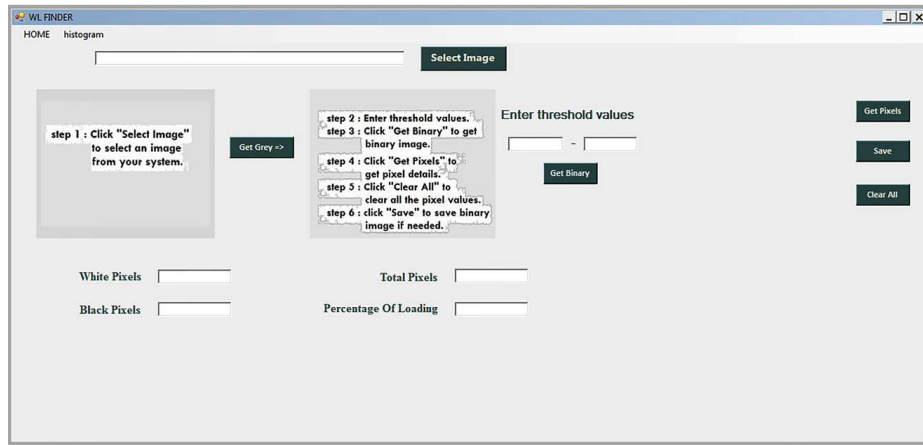 WL FINDER
HOME histogram
Select Image
step 1 : Click "Select Image"
to select an image
from your system.
Get Grey =>
step 2 : Enter threshold values.
step 3 : Click "Get Binary" to get
binary image.
step 4 : Click "Get Pixels" to
get pixel details.
step 5 : Click "Clear All" to
clear all the pixel values.
step 6 : click "Save" to save binary
image if needed.
Enter threshold values
-
Get Binary
Get Pixels
Save
Clear All
White Pixels
Total Pixels
Black Pixels
Percentage Of Loading